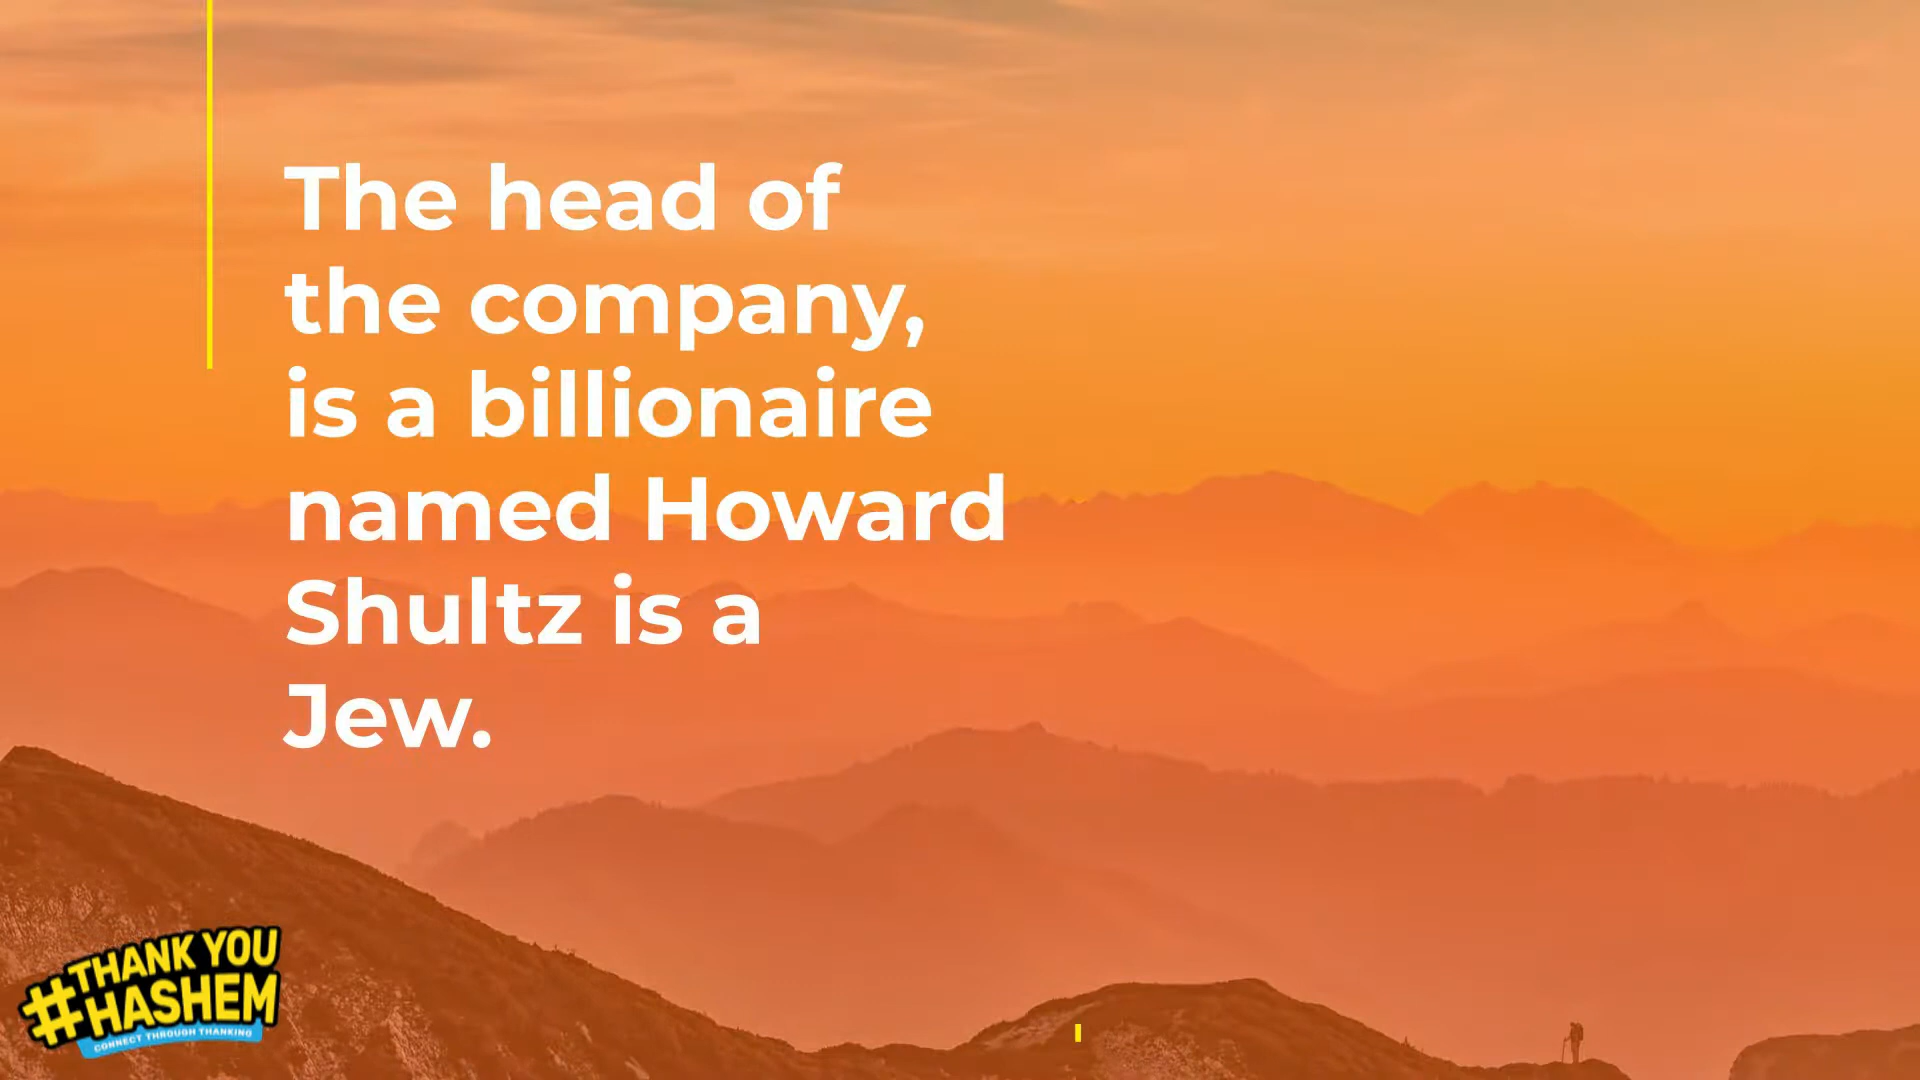 The head of
the company,
is a billionaire
named Howard
Shultz is a
Jew.
#THANK YOU
HASHEM
CONNECT THROUGH THANKING